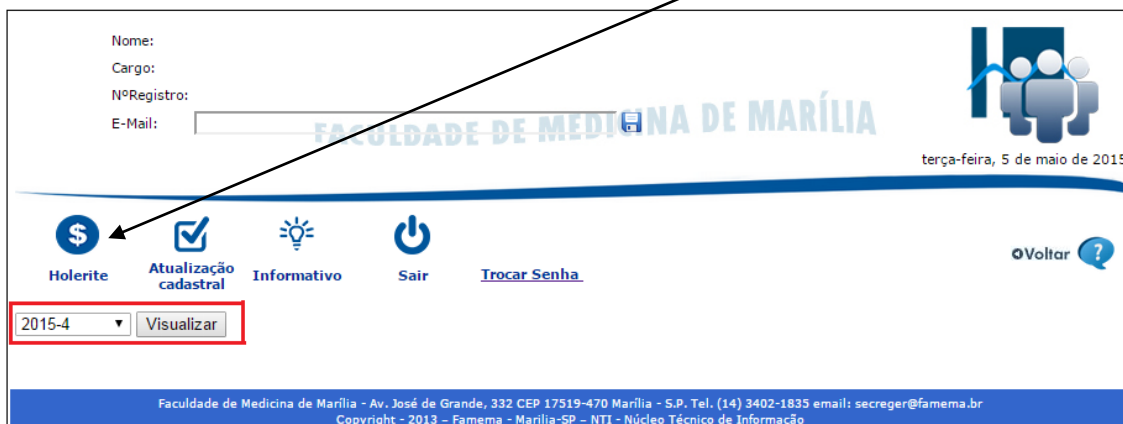 Nome:
Cargo:
NºRegistro:
E-Mail:
FACULDADE DE MEDICINA DE MARÍLIA
terça-feira, 5 de maio de 2015
Holerite
Atualização
cadastral
Informativo
Sair
Trocar Senha
Voltar ?
2015-4 Visualizar
Faculdade de Medicina de Marília - Av. José de Grande, 332 CEP 17519-470 Marília - S.P. Tel. (14) 3402-1835 email: secreger@famema.br
Copyright - 2013 – Famema - Marilia-SP – NTI - Núcleo Técnico de Informação